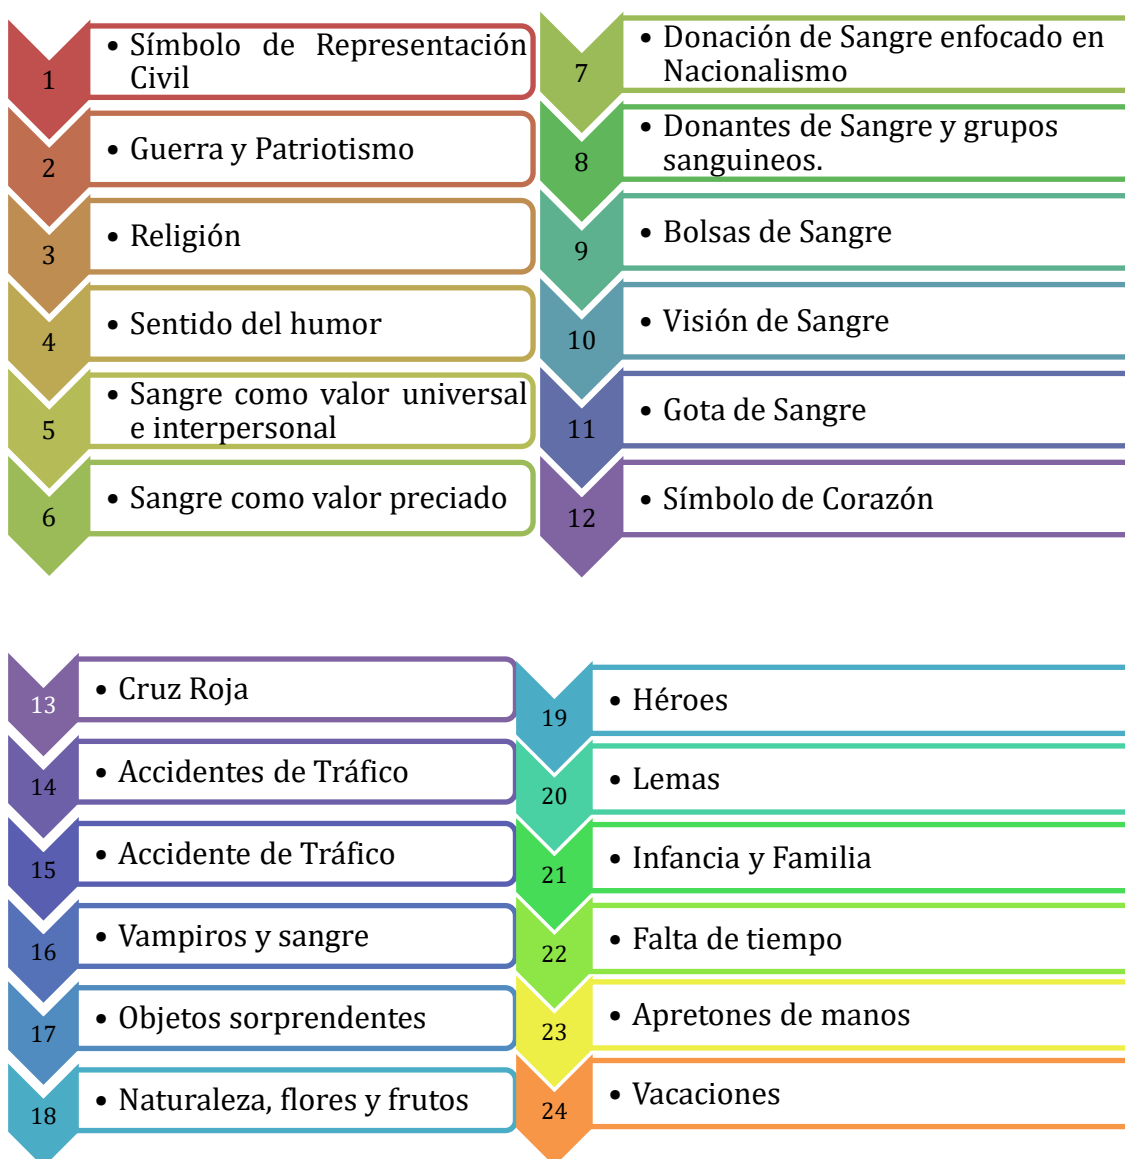 1
• Símbolo de Representación
Civil
2
• Guerra y Patriotismo
3
• Religión
4
• Sentido del humor
5
• Sangre como valor universal
e interpersonal
6
• Sangre como valor preciado
7
• Donación de Sangre enfocado en
Nacionalismo
8
• Donantes de Sangre y grupos
sanguineos.
9
• Bolsas de Sangre
10
• Visión de Sangre
11
• Gota de Sangre
12
• Símbolo de Corazón
13
• Cruz Roja
14
• Accidentes de Tráfico
15
• Accidente de Tráfico
16
• Vampiros y sangre
17
• Objetos sorprendentes
18
• Naturaleza, flores y frutos
19
• Héroes
20
• Lemas
21
• Infancia y Familia
22
• Falta de tiempo
23
• Apretones de manos
24
• Vacaciones